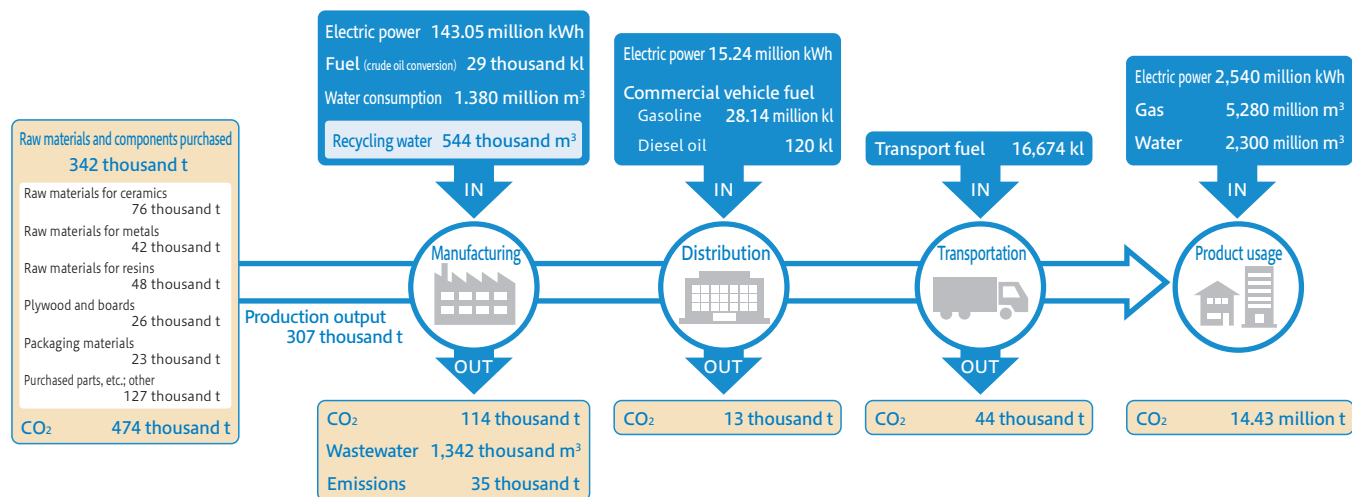 Raw materials and components purchased
342 thousand t
Raw materials for ceramics
76 thousand t
Raw materials for metals
42 thousand t
Raw materials for resins
48 thousand t
Plywood and boards
26 thousand t
Packaging materials
23 thousand t
Purchased parts, etc.; other
127 thousand t
CO₂ 474 thousand t
Production output
307 thousand t
Electric power 143.05 million kWh
Fuel (crude oil conversion) 29 thousand kl
Water consumption 1.380 million m³
Recycling water 544 thousand m³
IN
Manufacturing
OUT
CO₂ 114 thousand t
Wastewater 1,342 thousand m³
Emissions 35 thousand t
Electric power 15.24 million kWh
Commercial vehicle fuel
Gasoline 28.14 million kl
Diesel oil 120 kl
IN
Distribution
OUT
CO₂ 13 thousand t
Transport fuel 16,674 kl
IN
Transportation
OUT
CO₂ 44 thousand t
Electric power 2,540 million kWh
Gas 5,280 million m³
Water 2,300 million m³
IN
Product usage
CO₂ 14.43 million t